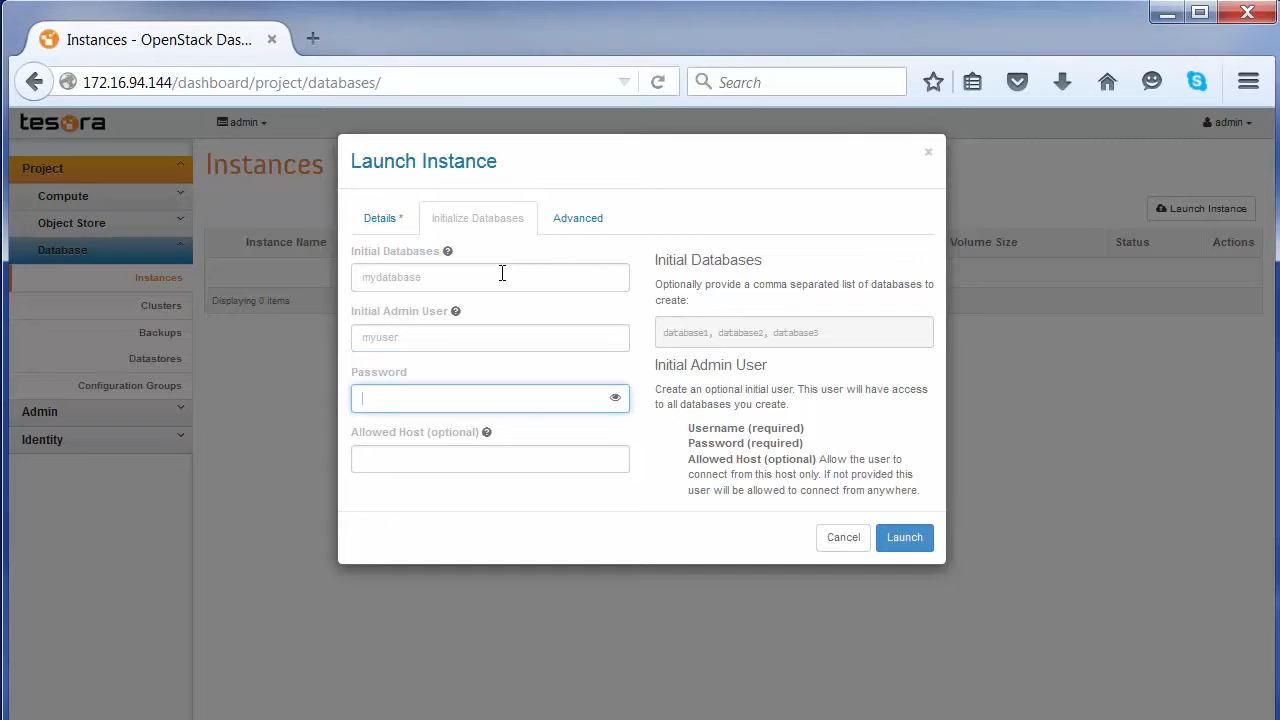 Instances - OpenStack Das...
172.16.94.144/dashboard/project/databases/
Search
tesora
admin
admin
Project
Compute
Object Store
Database
Instances
Clusters
Backups
Datastores
Configuration Groups
Admin
Identity
Instances
Launch Instance
Instance Name
Volume Size
Status
Actions
Displaying 0 items
Launch Instance
×
Details *
Initialize Databases
Advanced
Initial Databases
mydatabase
Initial Admin User
myuser
Password
Allowed Host (optional)
Initial Databases
Optionally provide a comma separated list of databases to
create:
database1, database2, database3
Initial Admin User
Create an optional initial user. This user will have access
to all databases you create.
Username (required)
Password (required)
Allowed Host (optional) Allow the user to
connect from this host only. If not provided this
user will be allowed to connect from anywhere.
Cancel
Launch